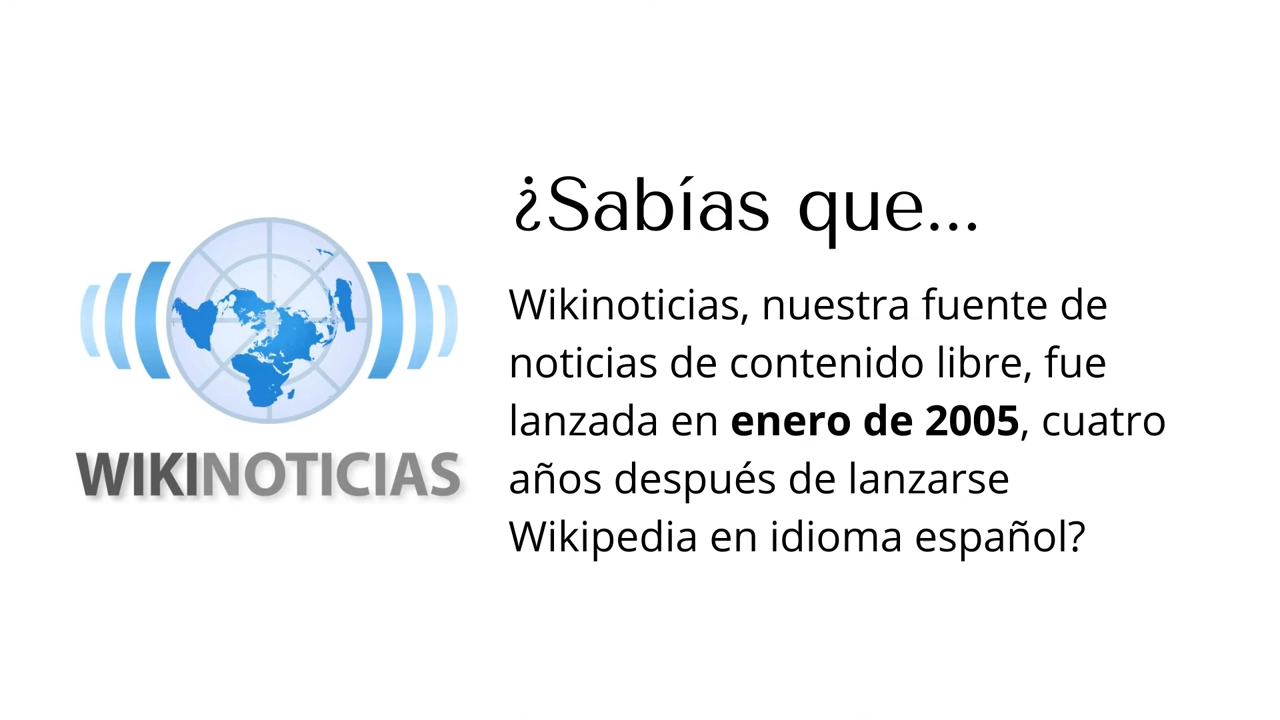 ¿Sabías que...
Wikinoticias, nuestra fuente de
noticias de contenido libre, fue
lanzada en enero de 2005, cuatro
años después de lanzarse
Wikipedia en idioma español?
WIKINOTICIAS